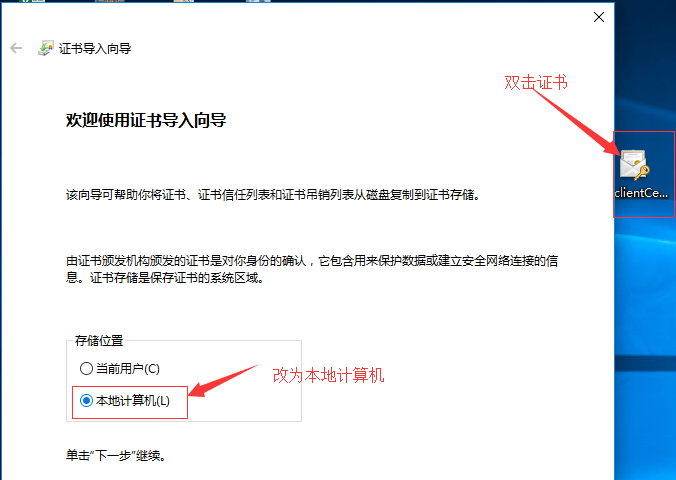 证书导入向导
双击证书
欢迎使用证书导入向导
clientCe...
该向导可帮助你将证书、证书信任列表和证书吊销列表从磁盘复制到证书存储。
由证书颁发机构颁发的证书是对你身份的确认，它包含用来保护数据或建立安全网络连接的信
息。证书存储是保存证书的系统区域。
存储位置
当前用户(C)
改为本地计算机
本地计算机(L)
单击“下一步”继续。